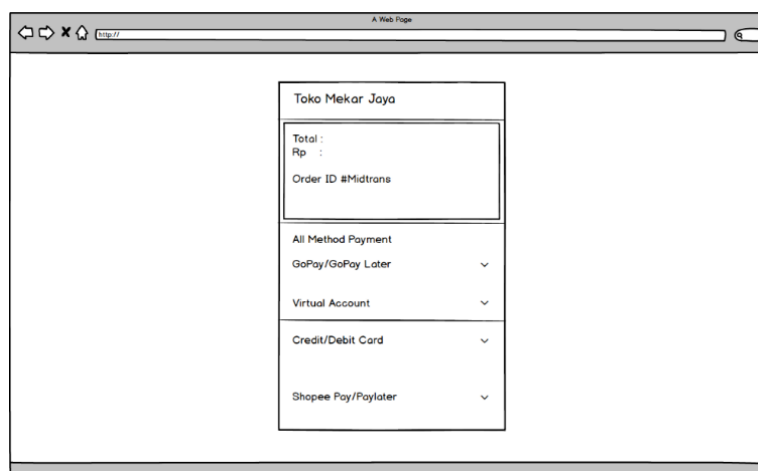 A Web Page
http://
Toko Mekar Jaya
Total :
Rp :
Order ID #Midtrans
All Method Payment
GoPay/GoPay Later
Virtual Account
Credit/Debit Card
Shopee Pay/Paylater